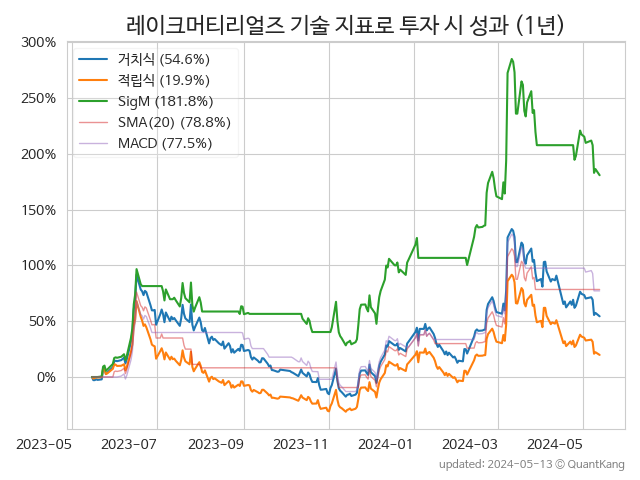 레이크머티리얼즈 기술 지표로 투자 시 성과 (1년)
300%
250%
200%
150%
100%
50%
0%
거치식 (54.6%)
적립식 (19.9%)
SigM (181.8%)
SMA(20) (78.8%)
MACD (77.5%)
2023-05 2023-07 2023-09 2023-11 2024-01 2024-03 2024-05
updated: 2024-05-13 © QuantKang